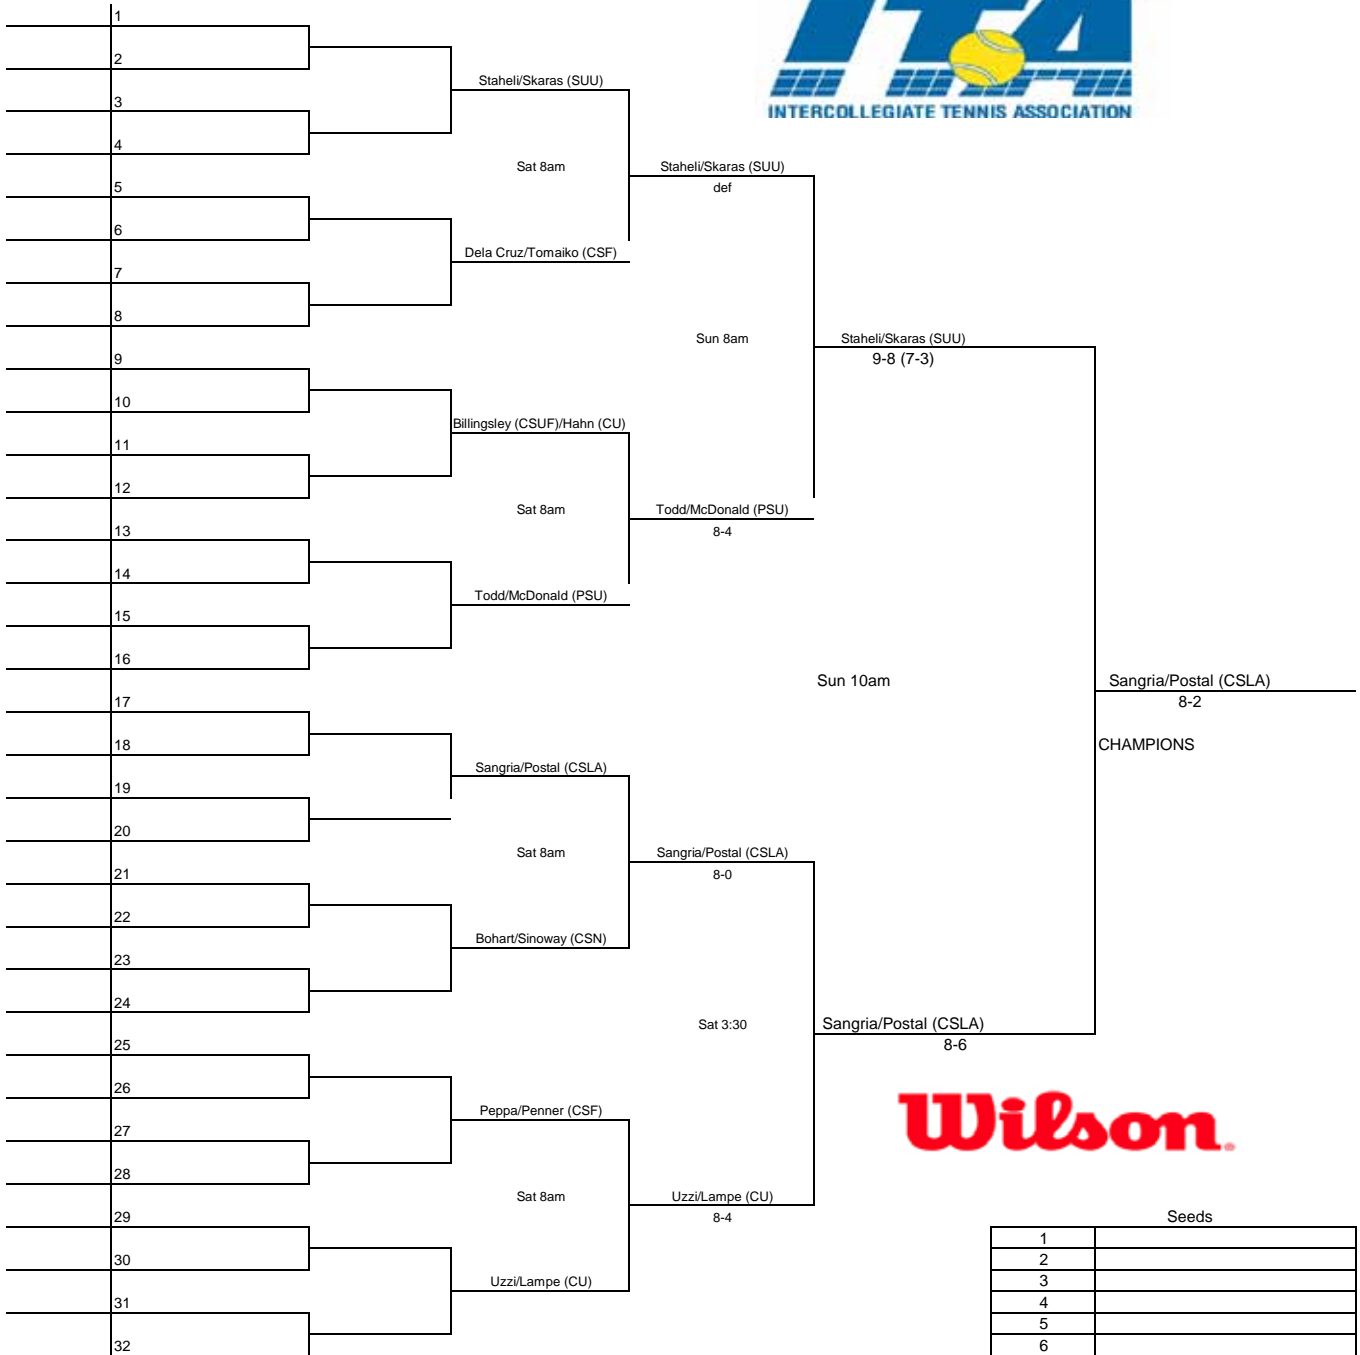 ITA
INTERCOLLEGIATE TENNIS ASSOCIATION
1
2
Staheli/Skaras (SUU)
3
4
Sat 8am
Staheli/Skaras (SUU)
def
5
6
Dela Cruz/Tomaiko (CSF)
7
8
Sun 8am
Staheli/Skaras (SUU)
9-8 (7-3)
9
10
Billingsley (CSUF)/Hahn (CU)
11
12
Sat 8am
Todd/McDonald (PSU)
8-4
13
14
Todd/McDonald (PSU)
15
16
Sun 10am
Sangria/Postal (CSLA)
8-2
17
18
CHAMPIONS
Sangria/Postal (CSLA)
19
20
Sat 8am
Sangria/Postal (CSLA)
8-0
21
22
Bohart/Sinoway (CSN)
23
24
Sat 3:30
Sangria/Postal (CSLA)
8-6
25
26
Peppa/Penner (CSF)
27
Wilson.
28
Sat 8am
Uzzi/Lampe (CU)
8-4
29
30
Uzzi/Lampe (CU)
31
32
Seeds
1
2
3
4
5
6